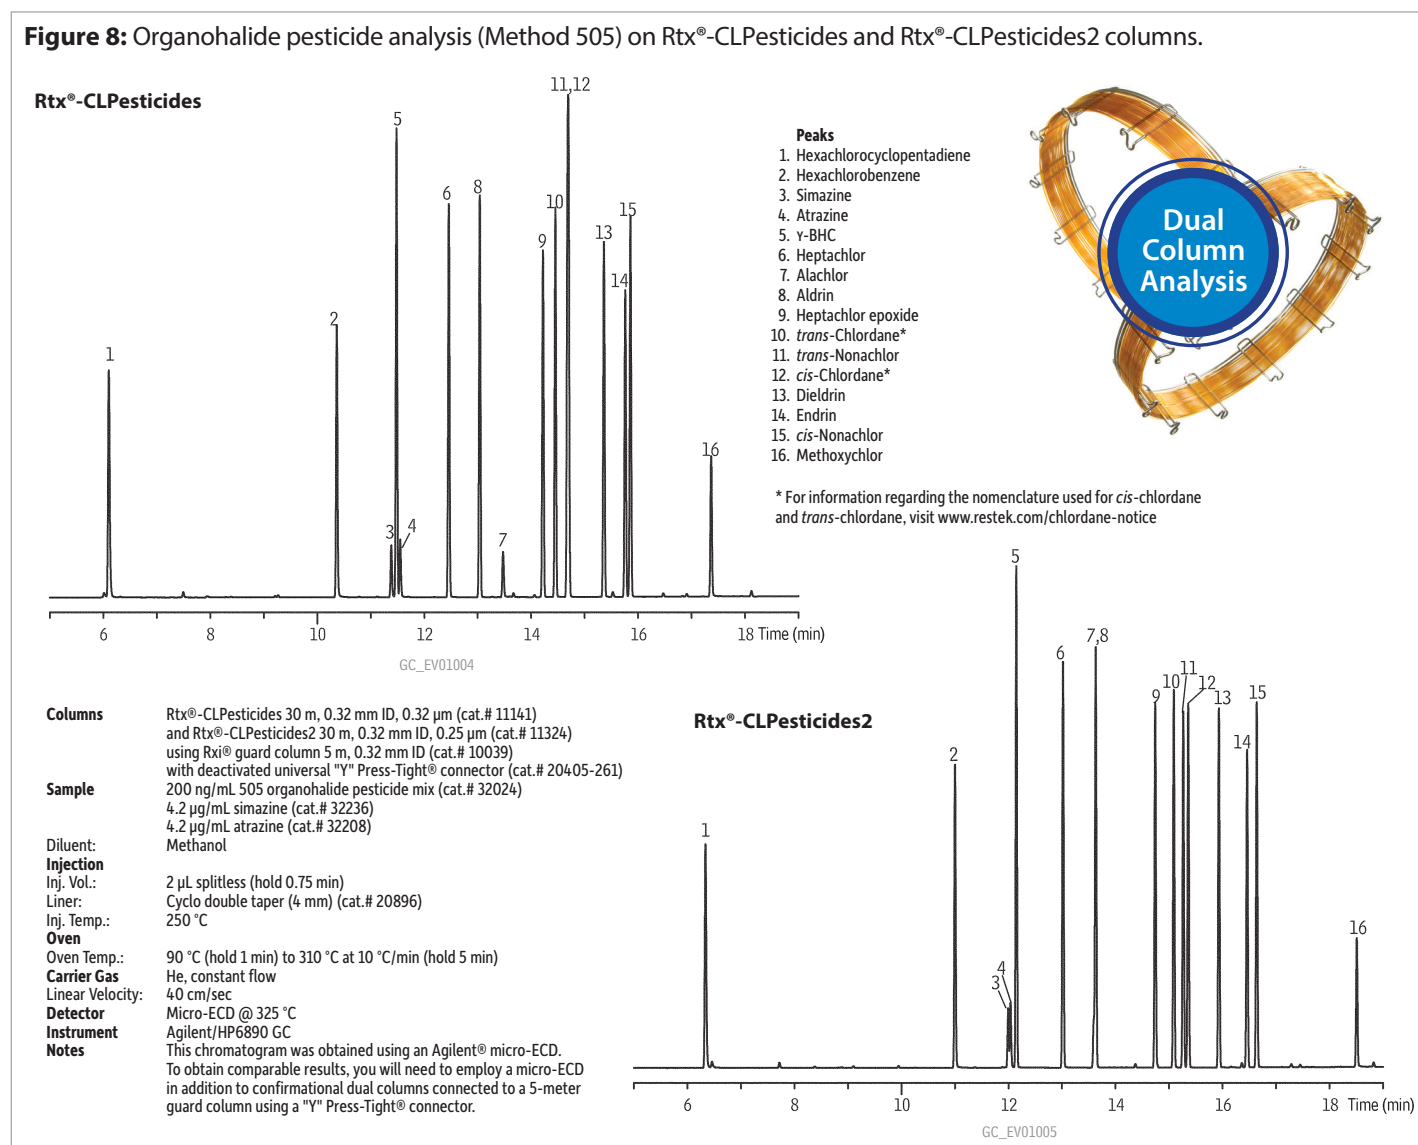 Figure 8: Organohalide pesticide analysis (Method 505) on Rtx®-CLPesticides and Rtx®-CLPesticides2 columns.
Rtx®-CLPesticides
11,12
5
6
8
10
15
9
13
14
2
1
3
4
7
16
6 8 10 12 14 16 18 Time (min)
GC_EV01004
Peaks
1. Hexachlorocyclopentadiene
2. Hexachlorobenzene
3. Simazine
4. Atrazine
5. γ-BHC
6. Heptachlor
7. Alachlor
8. Aldrin
9. Heptachlor epoxide
10. trans-Chlordane*
11. trans-Nonachlor
12. cis-Chlordane*
13. Dieldrin
14. Endrin
15. cis-Nonachlor
16. Methoxychlor
* For information regarding the nomenclature used for cis-chlordane
and trans-chlordane, visit www.restek.com/chlordane-notice
Dual
Column
Analysis
Columns Rtx®-CLPesticides 30 m, 0.32 mm ID, 0.32 µm (cat.# 11141)
and Rtx®-CLPesticides2 30 m, 0.32 mm ID, 0.25 µm (cat.# 11324)
using Rxi® guard column 5 m, 0.32 mm ID (cat.# 10039)
with deactivated universal "Y" Press-Tight® connector (cat.# 20405-261)
Sample 200 ng/mL 505 organohalide pesticide mix (cat.# 32024)
4.2 µg/mL simazine (cat.# 32236)
4.2 µg/mL atrazine (cat.# 32208)
Diluent: Methanol
Injection
Inj. Vol.: 2 µL splitless (hold 0.75 min)
Liner: Cyclo double taper (4 mm) (cat.# 20896)
Inj. Temp.: 250 °C
Oven
Oven Temp.: 90 °C (hold 1 min) to 310 °C at 10 °C/min (hold 5 min)
Carrier Gas He, constant flow
Linear Velocity: 40 cm/sec
Detector Micro-ECD @ 325 °C
Instrument Agilent/HP6890 GC
Notes This chromatogram was obtained using an Agilent® micro-ECD.
To obtain comparable results, you will need to employ a micro-ECD
in addition to confirmational dual columns connected to a 5-meter
guard column using a "Y" Press-Tight® connector.
Rtx®-CLPesticides2
5
7,8
6
11
10
12
9
13
15
14
2
1
4
3
16
6 8 10 12 14 16 18 Time (min)
GC_EV01005